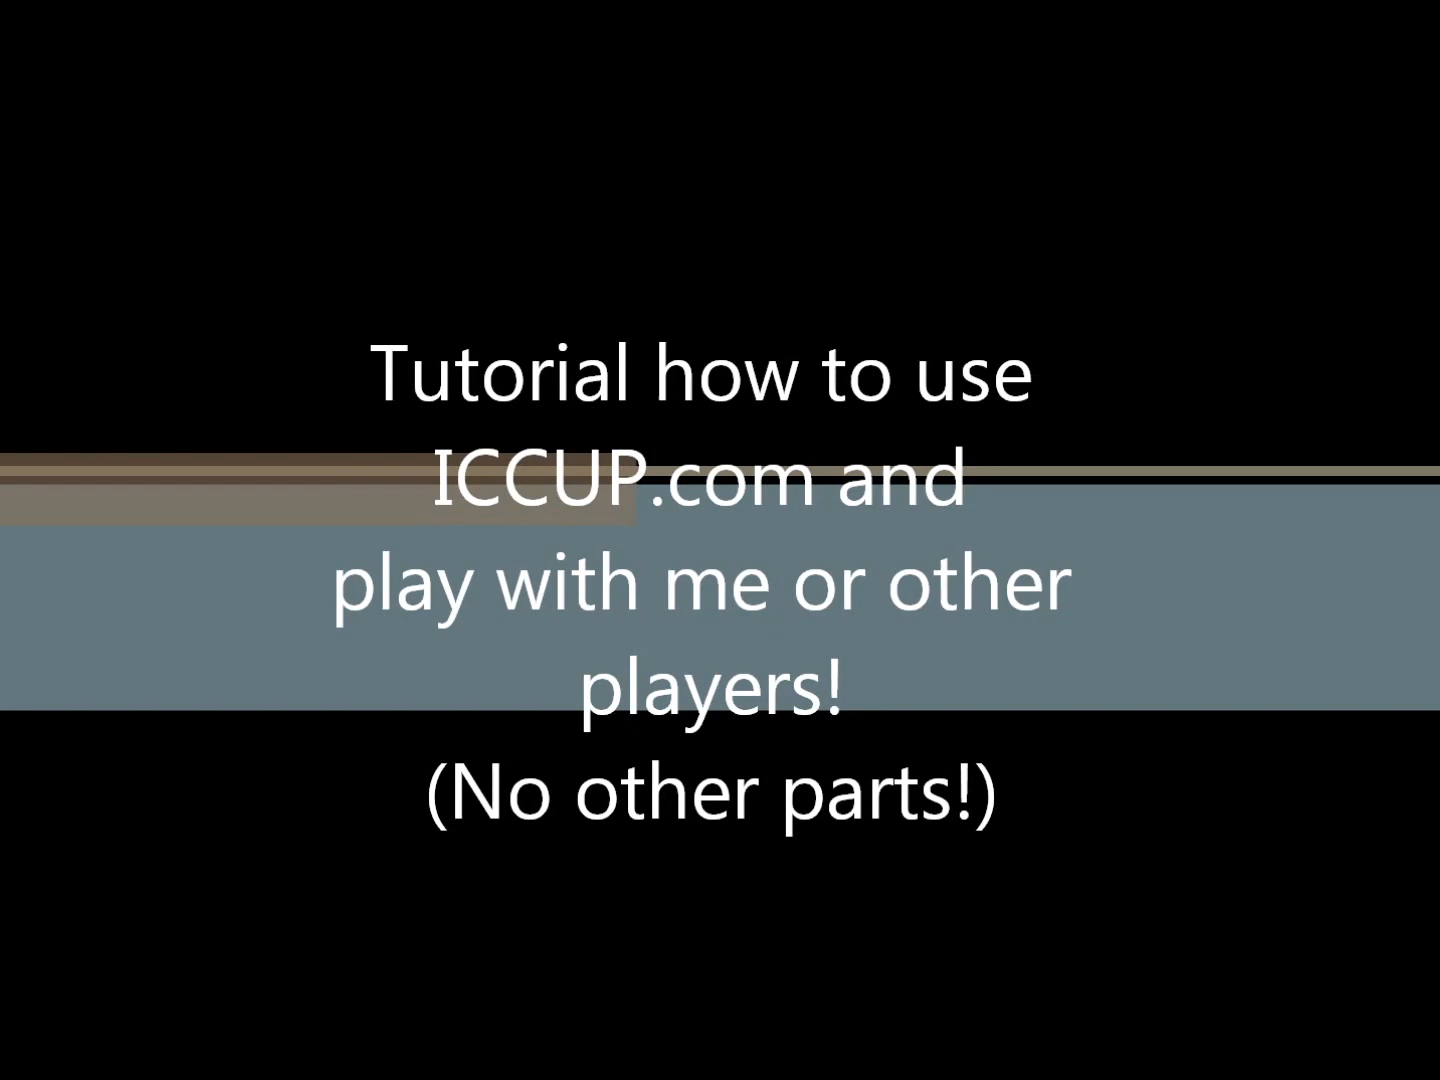 Tutorial how to use
ICCUP.com and
play with me or other
players!
(No other parts!)